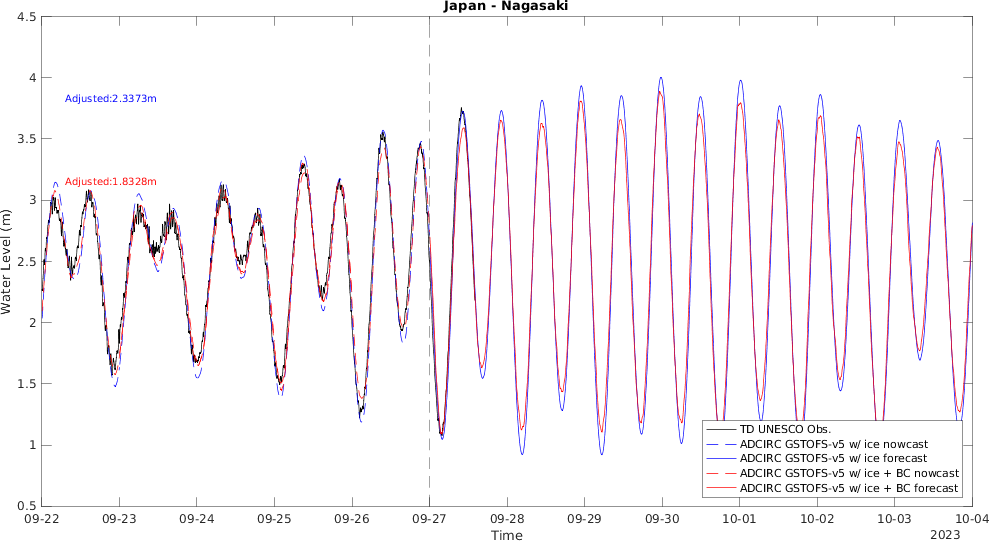 Japan - Nagasaki
4.5
4
3.5
3
2.5
2
1.5
1
0.5
Water Level (m)
Adjusted:2.3373m
Adjusted:1.8328m
TD UNESCO Obs.
ADCIRC GSTOFS-v5 w/ ice nowcast
ADCIRC GSTOFS-v5 w/ ice forecast
ADCIRC GSTOFS-v5 w/ ice + BC nowcast
ADCIRC GSTOFS-v5 w/ ice + BC forecast
09-22 09-23 09-24 09-25 09-26 09-27 09-28 09-29 09-30 10-01 10-02 10-03 10-04
Time
2023